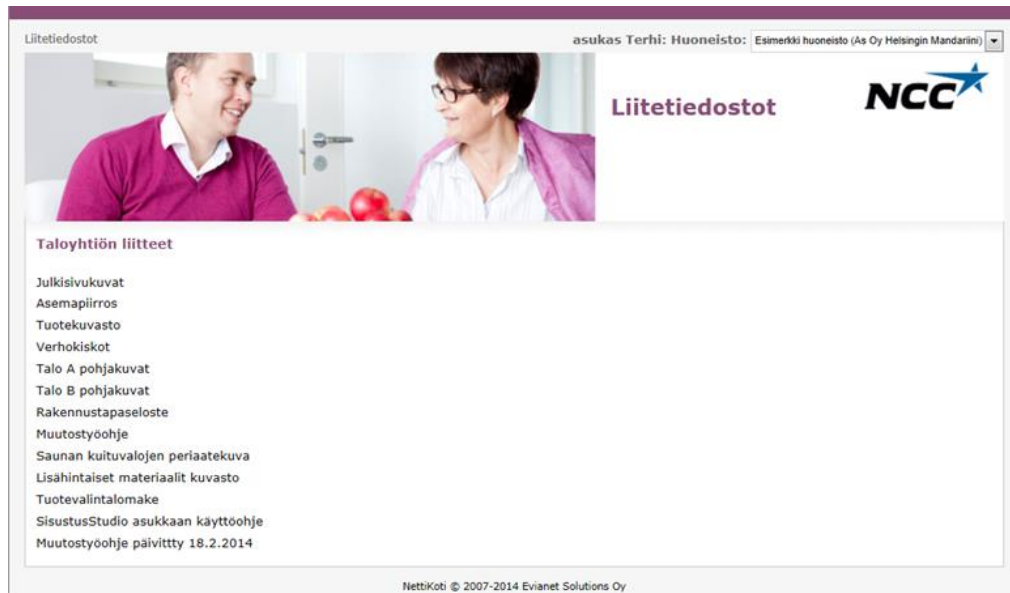 Liitetiedostot
asukas Terhi: Huoneisto: Esimerkki huoneisto (As Oy Helsingin Mandariini)
Liitetiedostot
NCC
Taloyhtiön liitteet
Julkisivukuvat
Asemapiirros
Tuotekuvasto
Verhokiskot
Talo A pohjakuvat
Talo B pohjakuvat
Rakennustapaseloste
Muutostyöohje
Saunan kuituvalojen periaatekuva
Lisähintaiset materiaalit kuvasto
Tuotevalintalomake
SisustusStudio asukkaan käyttöohje
Muutostyöohje päivittty 18.2.2014
NettiKoti © 2007-2014 Evianet Solutions Oy